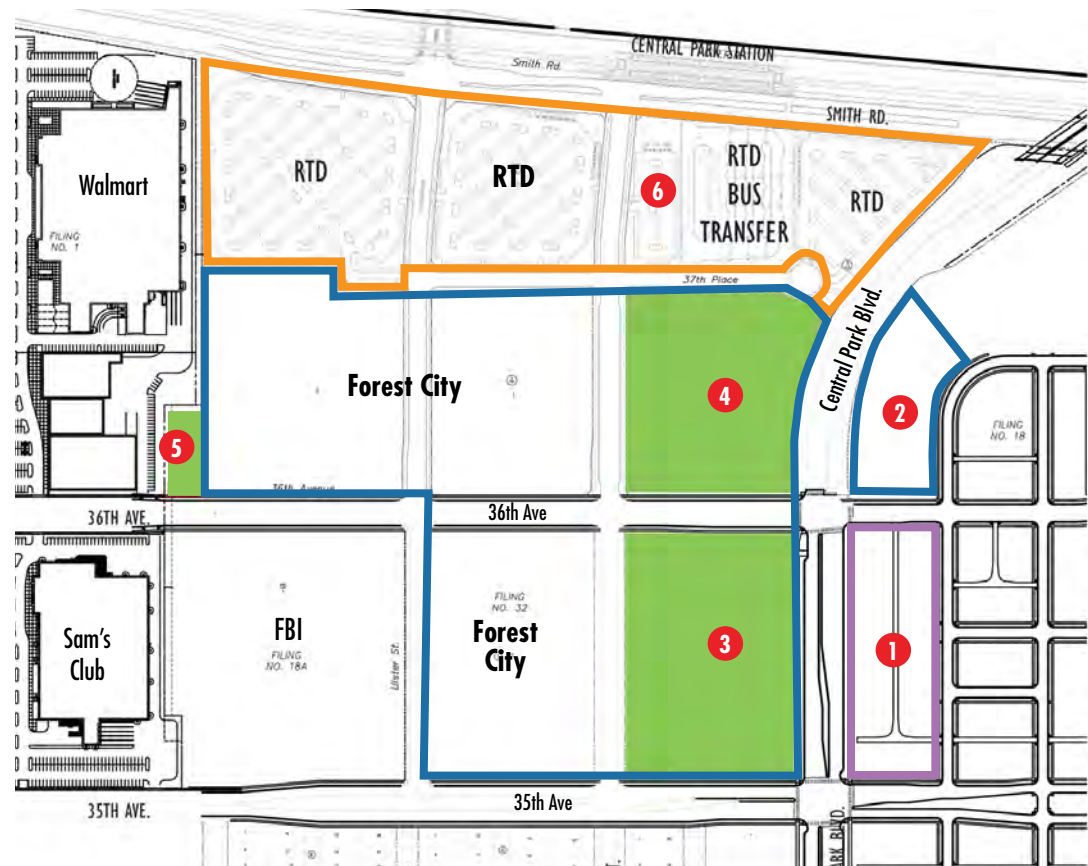 CENTRAL PARK STATION
Smith Rd.
SMITH RD.
Walmart
FILING
NO. 1
RTD
RTD
6
RTD
BUS
TRANSFER
RTD
37th Place
Central Park Blvd.
Forest City
4
2
FILING
NO. 18
5
36th Avenue
36TH AVE.
36th Ave
Sam's
Club
FBI
FILING
NO. 18A
Ulster St.
FILING
NO. 32
Forest
City
3
1
35TH AVE.
35th Ave
PARK BLVD.